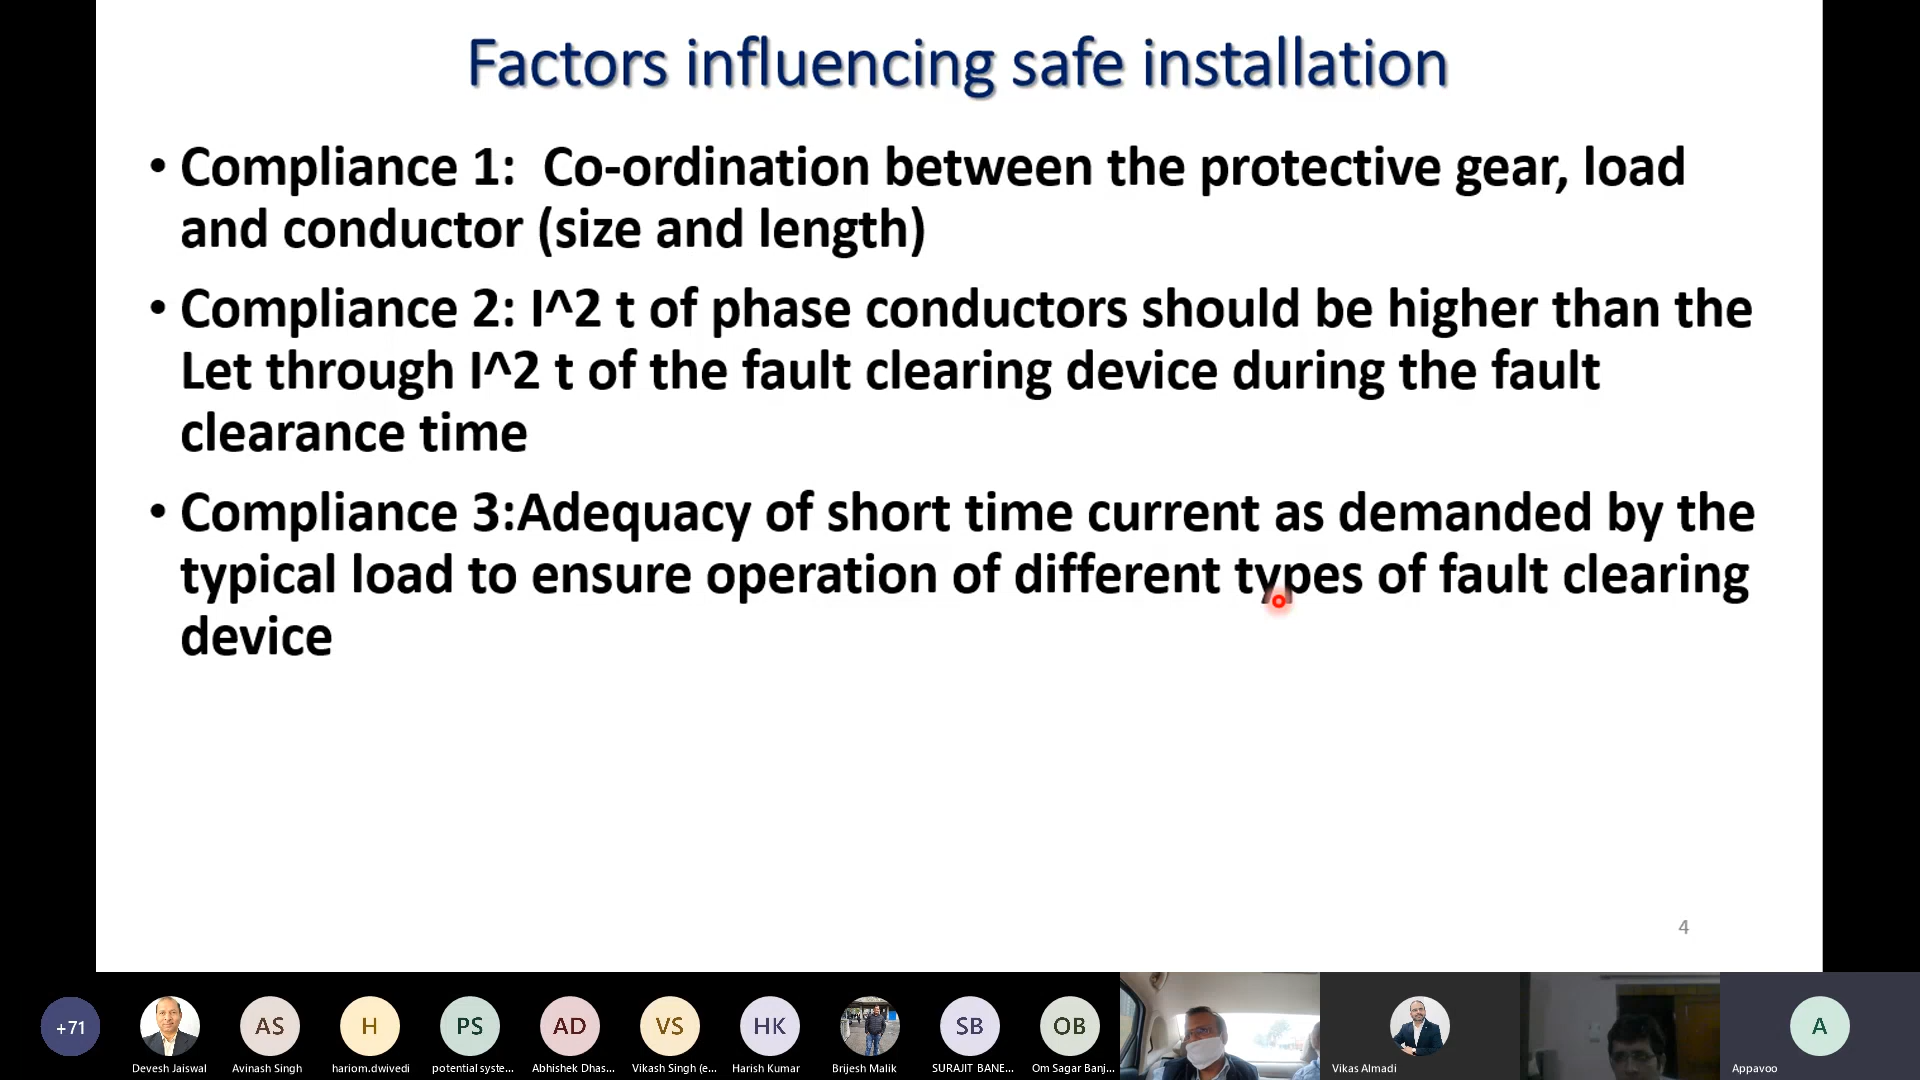 Factors influencing safe installation
• Compliance 1:  Co-ordination between the protective gear, load
and conductor (size and length)
• Compliance 2: I^2 t of phase conductors should be higher than the
Let through I^2 t of the fault clearing device during the fault
clearance time
• Compliance 3:Adequacy of short time current as demanded by the
typical load to ensure operation of different types of fault clearing
device
4
+71
AS
H
PS
AD
VS
HK
SB
OB
A
Devesh Jaiswal
Avinash Singh
hariom.dwivedi
potential syste...
Abhishek Dhas...
Vikash Singh (e...
Harish Kumar
Brijesh Malik
SURAJIT BANE...
Om Sagar Banj...
Vikas Almadi
Appavoo